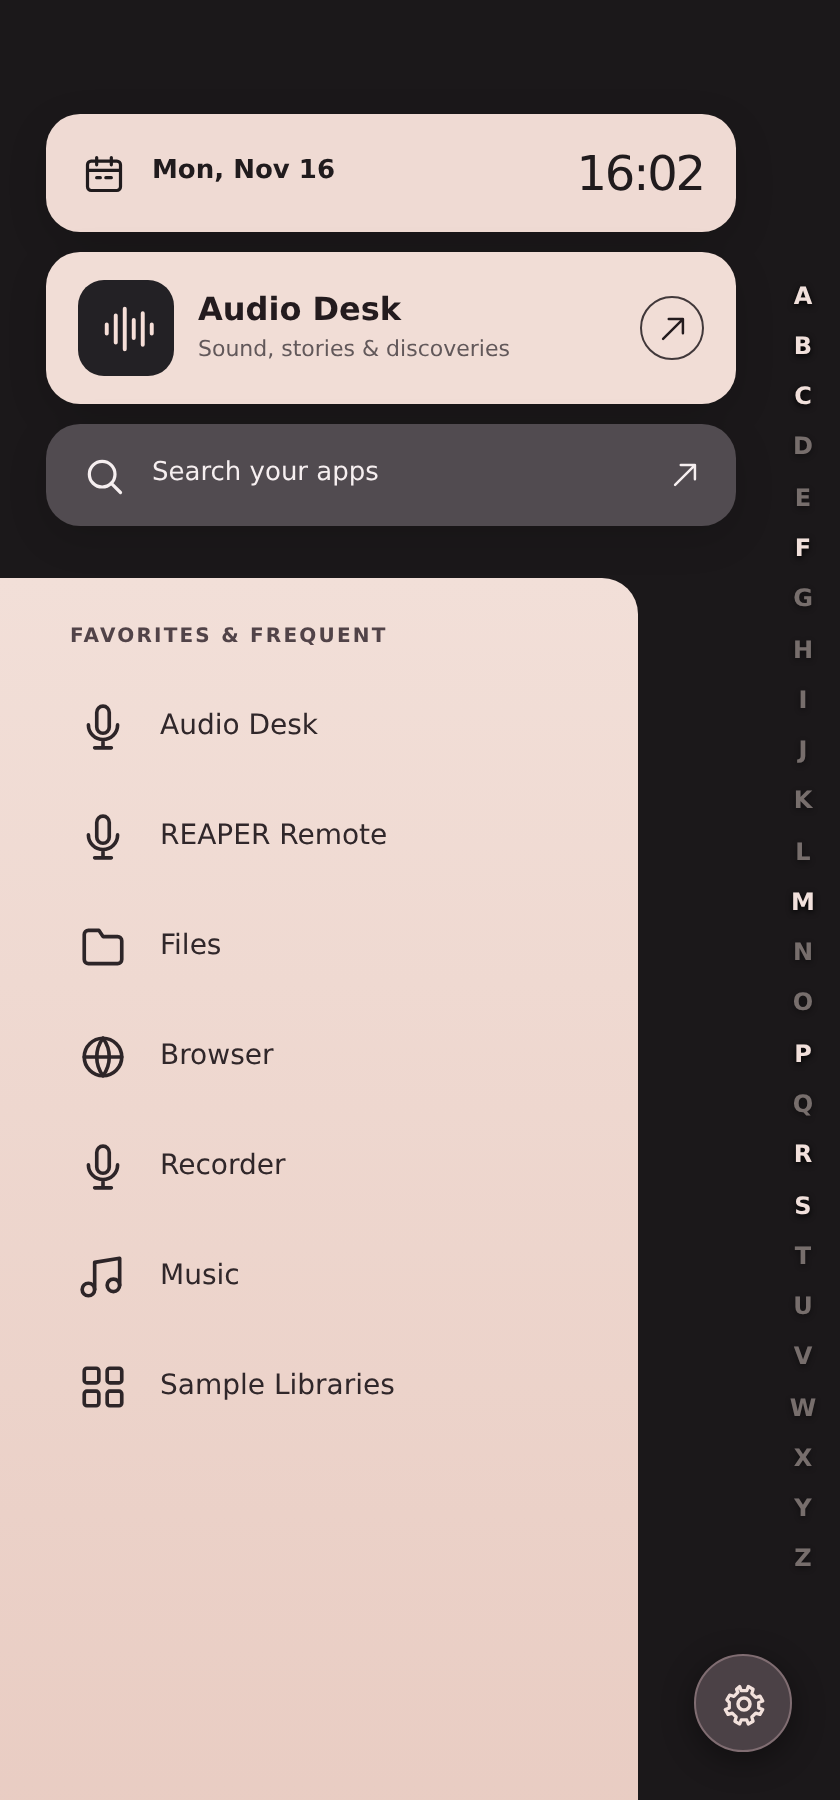 Mon, Nov 16
16:02
Audio Desk
Sound, stories & discoveries
Search your apps
FAVORITES & FREQUENT
Audio Desk
REAPER Remote
Files
Browser
Recorder
Music
Sample Libraries
A
B
C
D
E
F
G
H
I
J
K
L
M
N
O
P
Q
R
S
T
U
V
W
X
Y
Z